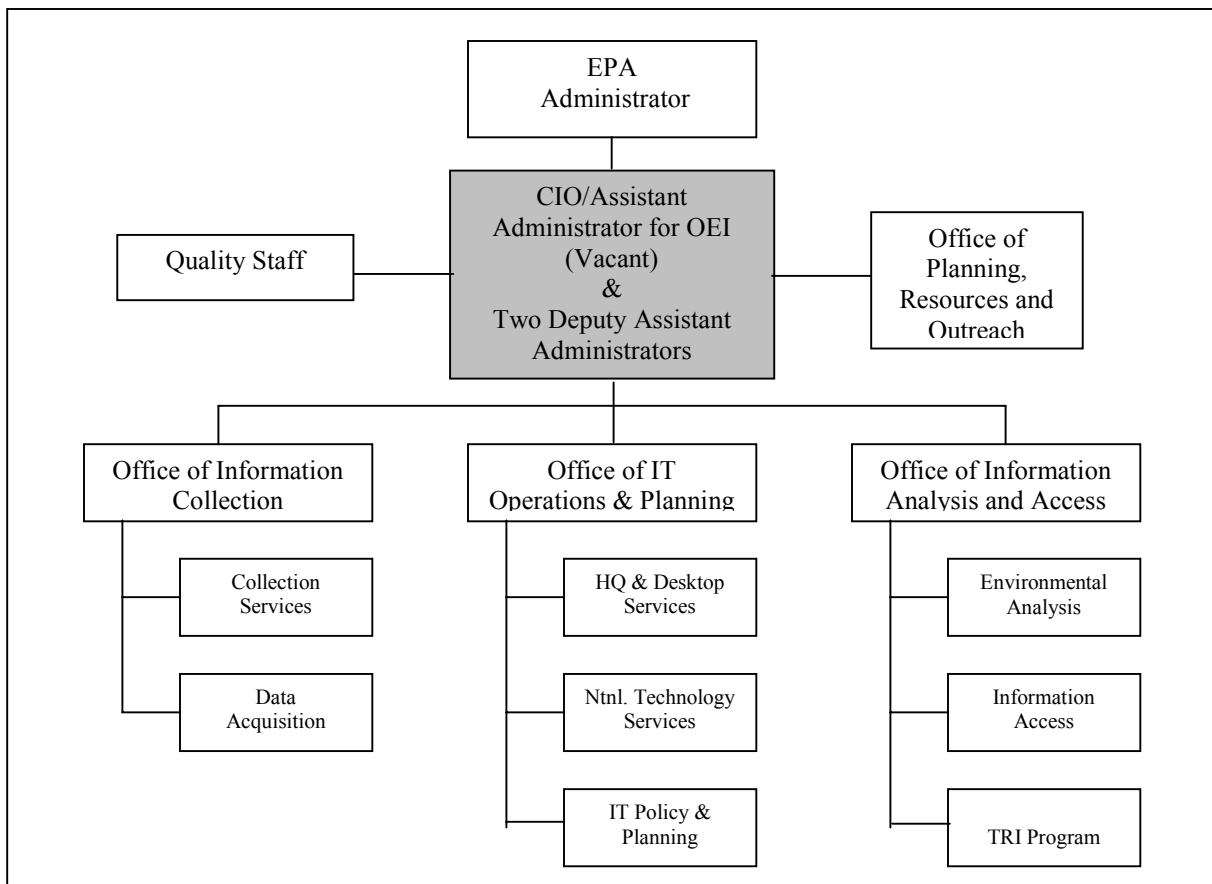 EPA
Administrator
CIO/Assistant
Administrator for OEI
(Vacant)
&
Two Deputy Assistant
Administrators
Quality Staff
Office of
Planning,
Resources and
Outreach
Office of Information
Collection
Office of IT
Operations & Planning
Office of Information
Analysis and Access
Collection
Services
Data
Acquisition
HQ & Desktop
Services
Ntnl. Technology
Services
IT Policy &
Planning
Environmental
Analysis
Information
Access
TRI Program